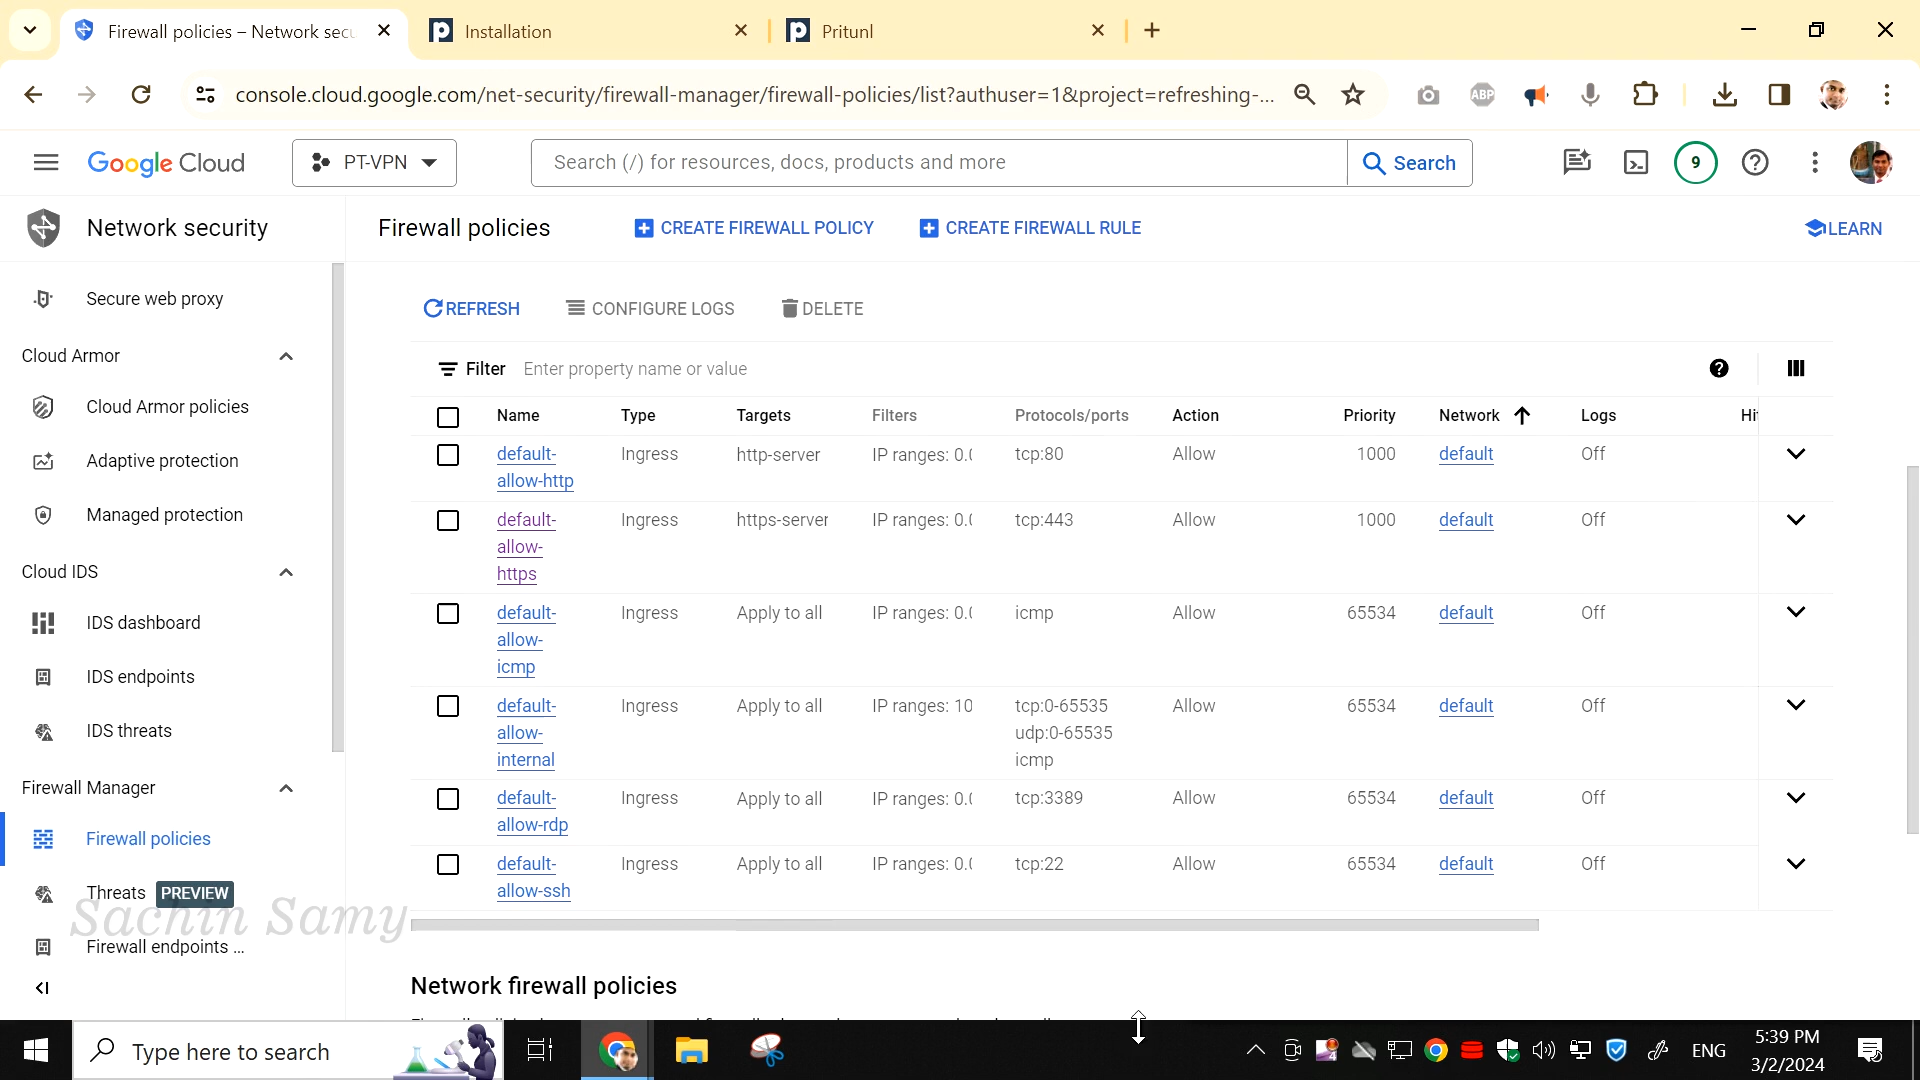 Firewall policies – Network secu
Installation
Pritunl
console.cloud.google.com/net-security/firewall-manager/firewall-policies/list?authuser=1&project=refreshing-...
ABP
Google Cloud
PT-VPN
Search (/) for resources, docs, products and more
Search
9
Network security
Firewall policies
CREATE FIREWALL POLICY
CREATE FIREWALL RULE
LEARN
Secure web proxy
Cloud Armor
Cloud Armor policies
Adaptive protection
Managed protection
Cloud IDS
IDS dashboard
IDS endpoints
IDS threats
Firewall Manager
Firewall policies
Threats PREVIEW
Firewall endpoints ...
Sachin Samy
REFRESH
CONFIGURE LOGS
DELETE
Filter Enter property name or value
Name Type Targets Filters Protocols/ports Action Priority Network Logs Hit
default-allow-http Ingress http-server IP ranges: 0.0 tcp:80 Allow 1000 default Off
default-allow-https Ingress https-server IP ranges: 0.0 tcp:443 Allow 1000 default Off
default-allow-icmp Ingress Apply to all IP ranges: 0.0 icmp Allow 65534 default Off
default-allow-internal Ingress Apply to all IP ranges: 10 tcp:0-65535 udp:0-65535 icmp Allow 65534 default Off
default-allow-rdp Ingress Apply to all IP ranges: 0.0 tcp:3389 Allow 65534 default Off
default-allow-ssh Ingress Apply to all IP ranges: 0.0 tcp:22 Allow 65534 default Off
Network firewall policies
Type here to search
ENG
5:39 PM
3/2/2024